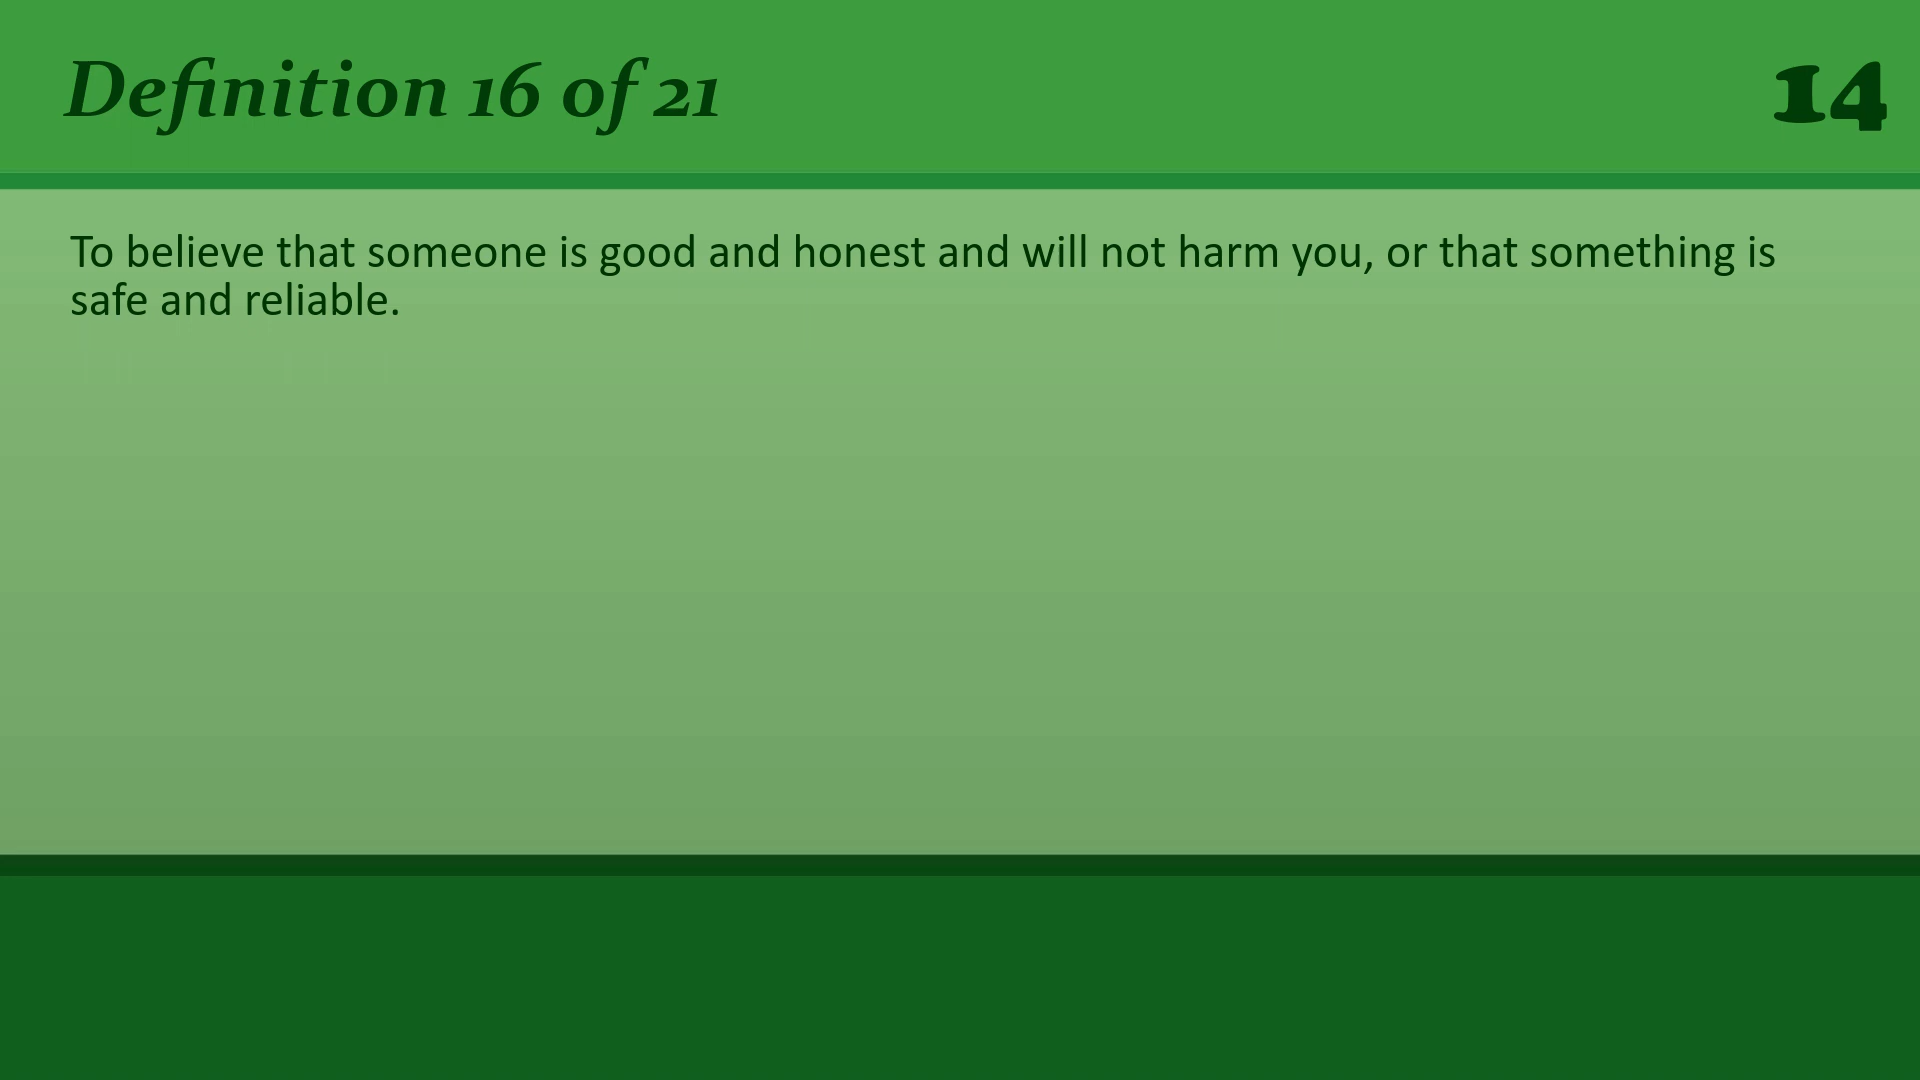 Definition 16 of 21
14
To believe that someone is good and honest and will not harm you, or that something is
safe and reliable.